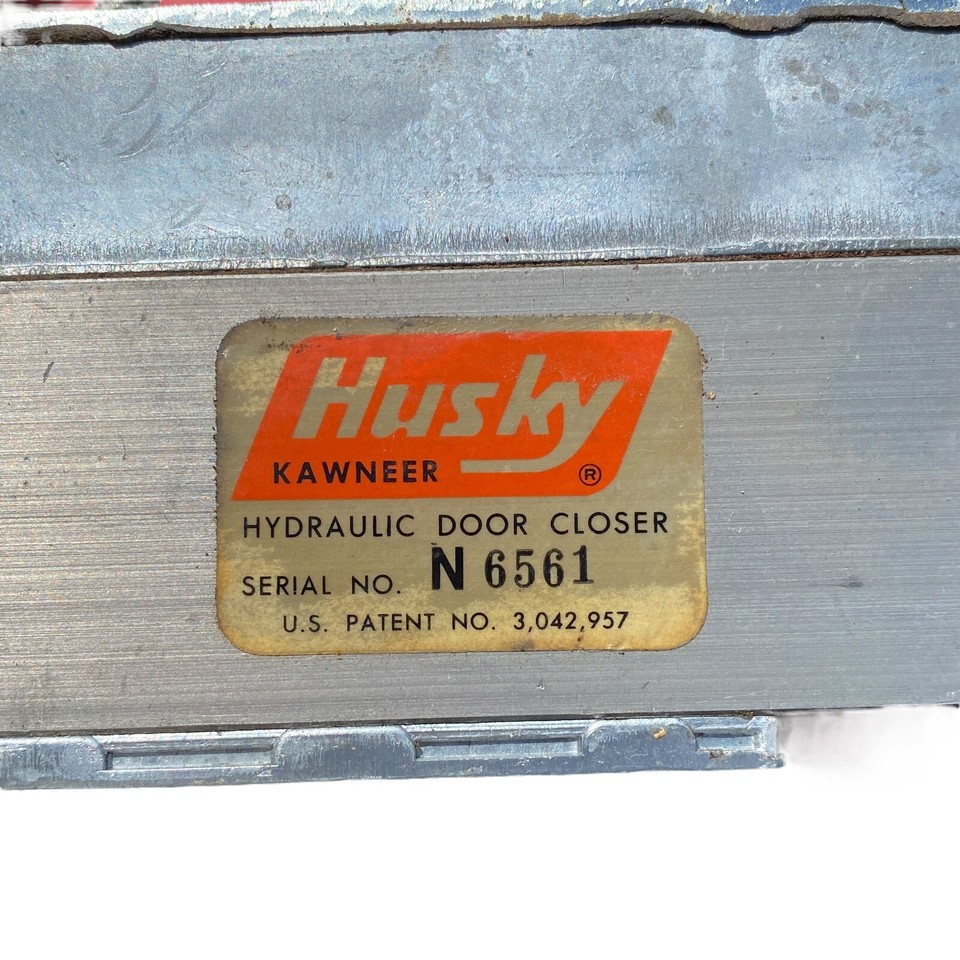 Husky
KAWNEER ®
HYDRAULIC DOOR CLOSER
SERIAL NO. N 6561
U.S. PATENT NO. 3,042,957